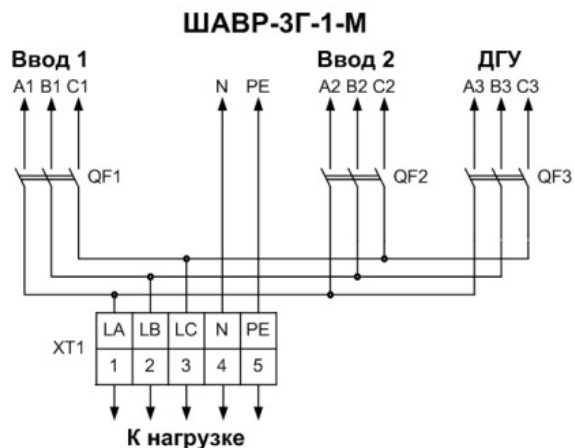 ШАВР-3Г-1-М
Ввод 1 Ввод 2 ДГУ
A1 B1 C1 N PE A2 B2 C2 A3 B3 C3
QF1 QF2 QF3
LA LB LC N PE
XT1
1 2 3 4 5
К нагрузке